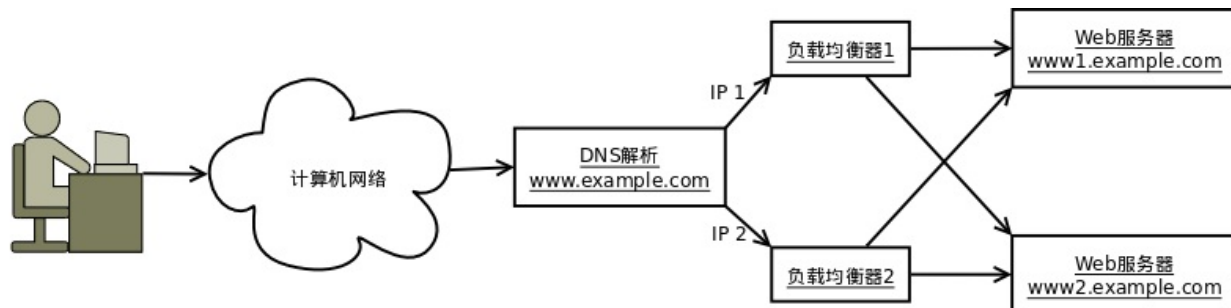 计算机网络
DNS解析
www.example.com
IP 1
IP 2
负载均衡器1
负载均衡器2
Web服务器
www1.example.com
Web服务器
www2.example.com